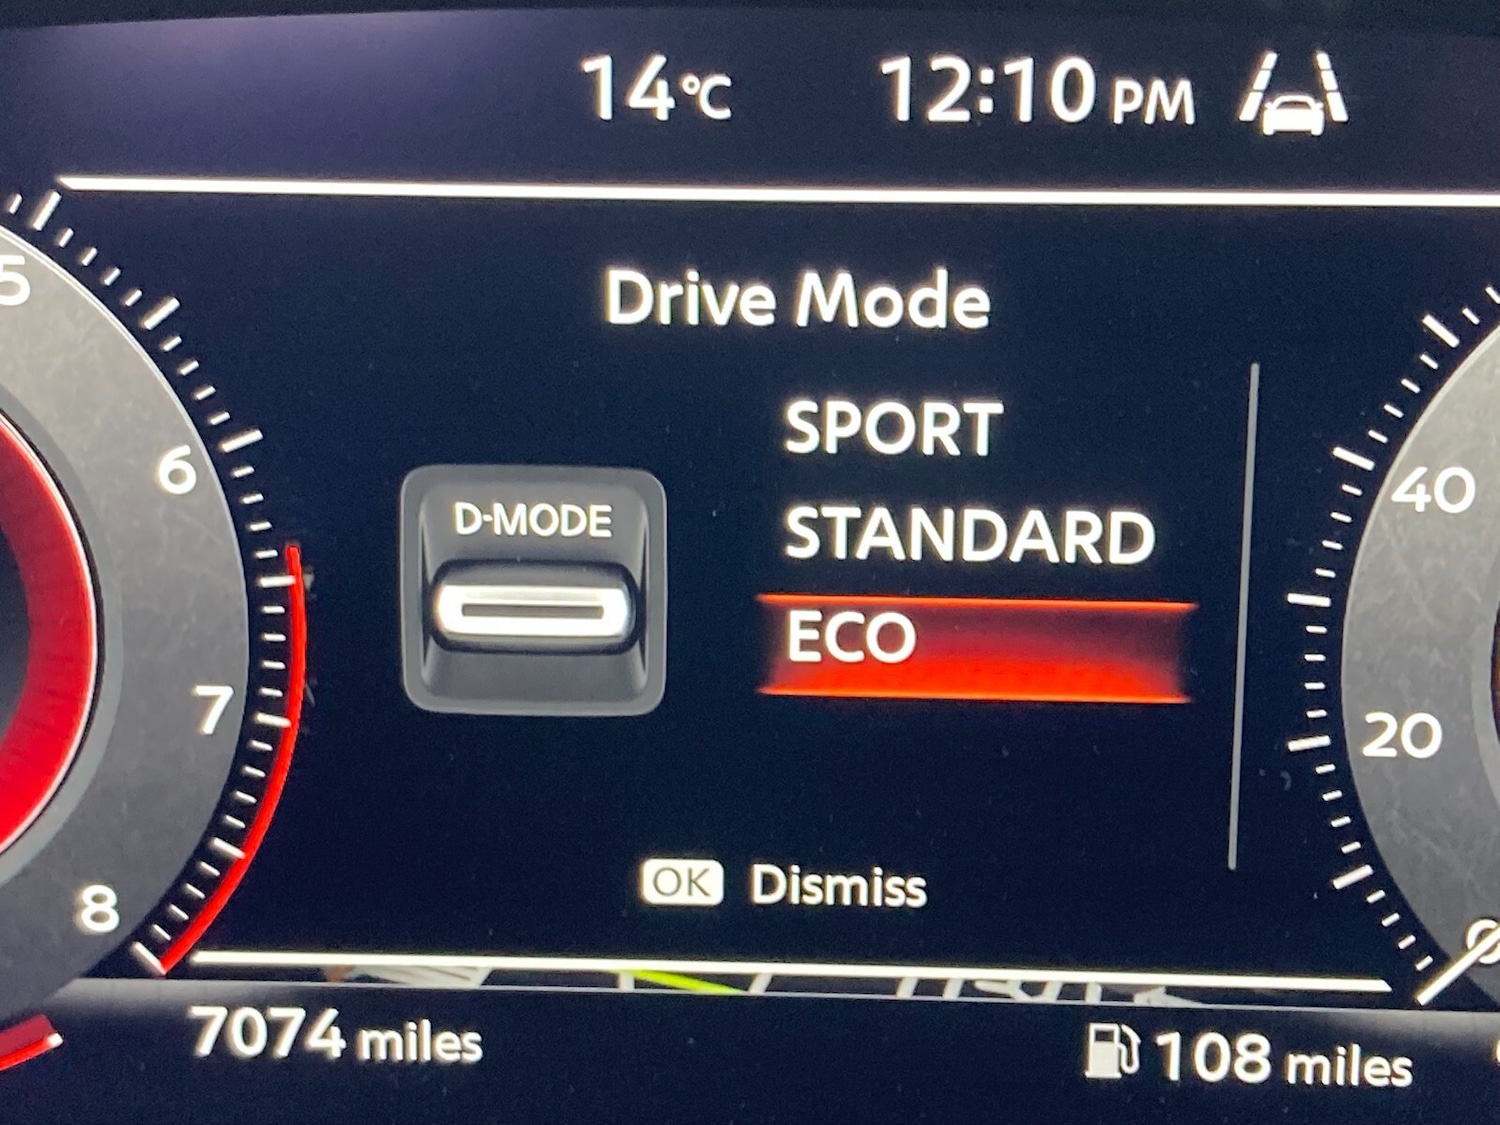 14°C 12:10 PM
Drive Mode
5
6
7
8
D-MODE
SPORT
STANDARD
ECO
40
20
OK Dismiss
7074 miles
108 miles